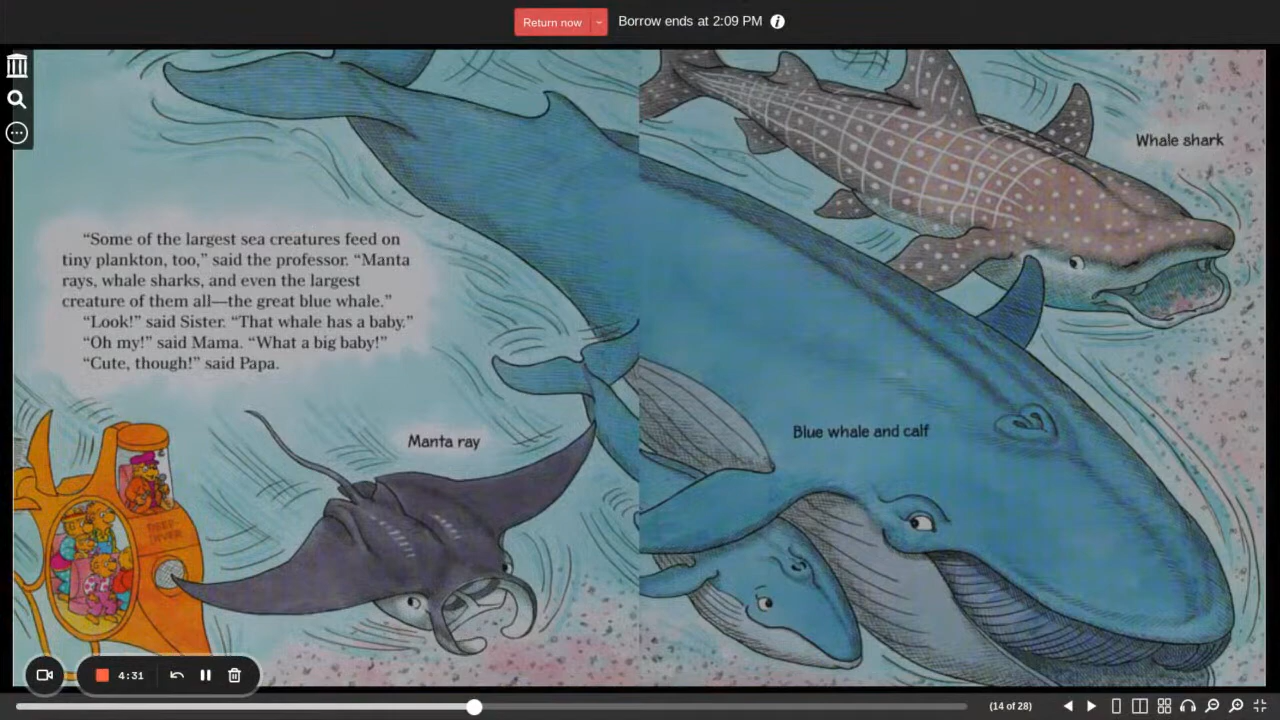 Return now
Borrow ends at 2:09 PM
Whale shark
“Some of the largest sea creatures feed on
tiny plankton, too,” said the professor. “Manta
rays, whale sharks, and even the largest
creature of them all—the great blue whale.”
“Look!” said Sister. “That whale has a baby.”
“Oh my!” said Mama. “What a big baby!”
“Cute, though!” said Papa.
Manta ray
Blue whale and calf
DEEP-
DIVER
4:31
(14 of 28)